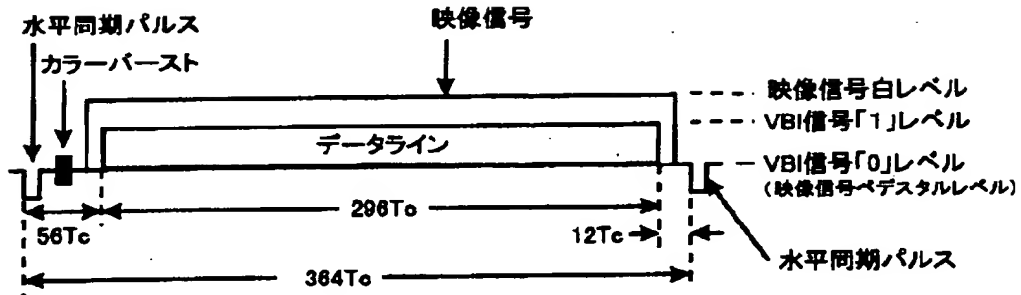 水平同期パルス
映像信号
カラーバースト
映像信号白レベル
VBI信号「1」レベル
データライン
VBI信号「0」レベル
(映像信号ペデスタルレベル)
296Tc
56Tc
12Tc
水平同期パルス
364Tc